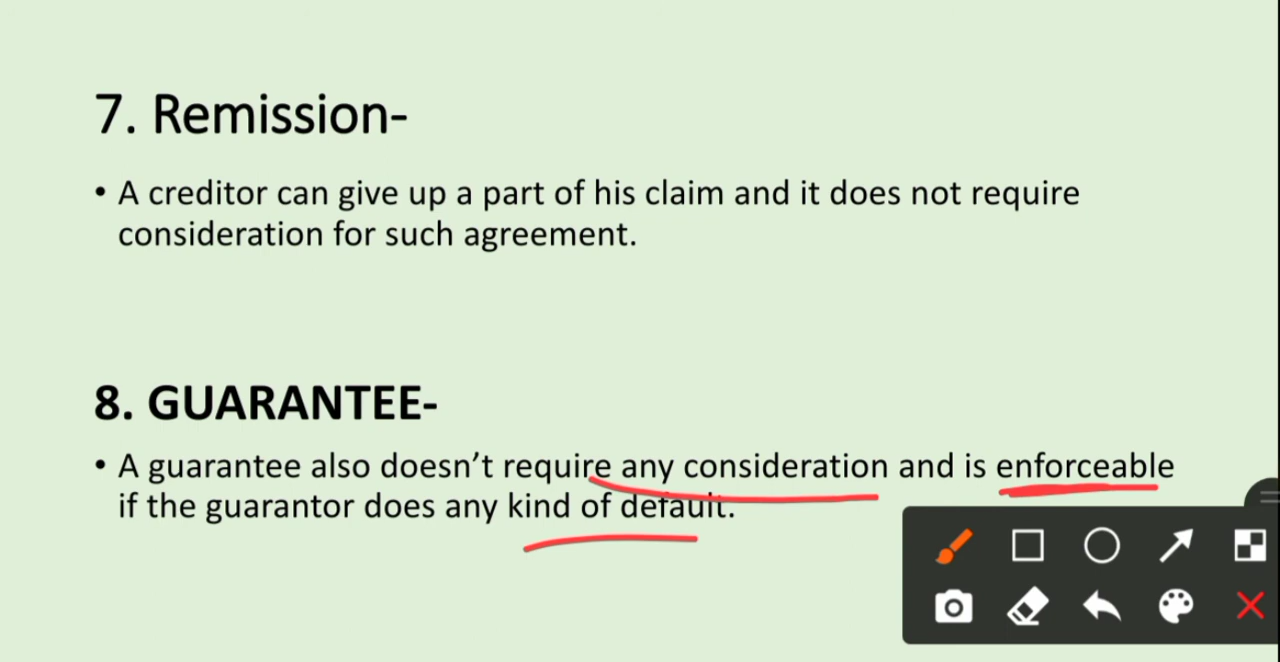 7. Remission-
• A creditor can give up a part of his claim and it does not require
consideration for such agreement.
8. GUARANTEE-
• A guarantee also doesn’t require any consideration and is enforceable
if the guarantor does any kind of default.